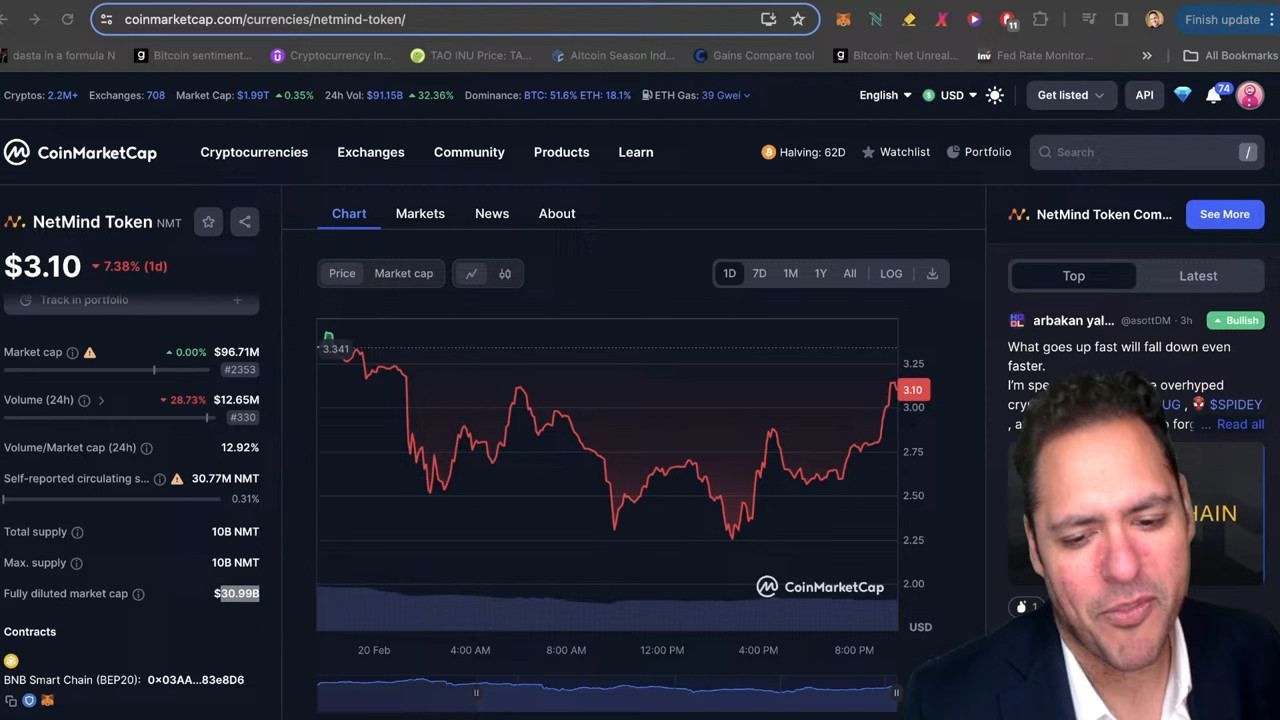 coinmarketcap.com/currencies/netmind-token/
11
Finish update
dasta in a formula N
Bitcoin sentiment...
Cryptocurrency In...
TAO INU Price: TA...
Altcoin Season Ind...
Gains Compare tool
Bitcoin: Net Unreal...
Inv Fed Rate Monitor...
»
All Bookmarks
Cryptos: 2.2M+ Exchanges: 708 Market Cap: $1.99T 0.35% 24h Vol: $91.15B 32.36% Dominance: BTC: 51.6% ETH: 18.1% ETH Gas: 39 Gwei
English USD Get listed API 74
CoinMarketCap
Cryptocurrencies Exchanges Community Products Learn
Halving: 62D Watchlist Portfolio Search /
NetMind Token NMT
$3.10 7.38% (1d)
Track in portfolio +
Market cap 0.00% $96.71M
#2353
Volume (24h) 28.73% $12.65M
#330
Volume/Market cap (24h) 12.92%
Self-reported circulating s... 30.77M NMT
0.31%
Total supply 10B NMT
Max. supply 10B NMT
Fully diluted market cap $30.99B
Contracts
BNB Smart Chain (BEP20): 0x03AA...83e8D6
Chart Markets News About
Price Market cap
1D 7D 1M 1Y All LOG
3.341
3.25
3.10
3.00
2.75
2.50
2.25
2.00
CoinMarketCap
USD
20 Feb 4:00 AM 8:00 AM 12:00 PM 4:00 PM 8:00 PM
NetMind Token Com... See More
Top Latest
arbakan yal... @asottDM · 3h Bullish
What goes up fast will fall down even
faster.
I'm spe overhyped
cry UG , $SPIDEY
, a o forg ... Read all
HAIN
1